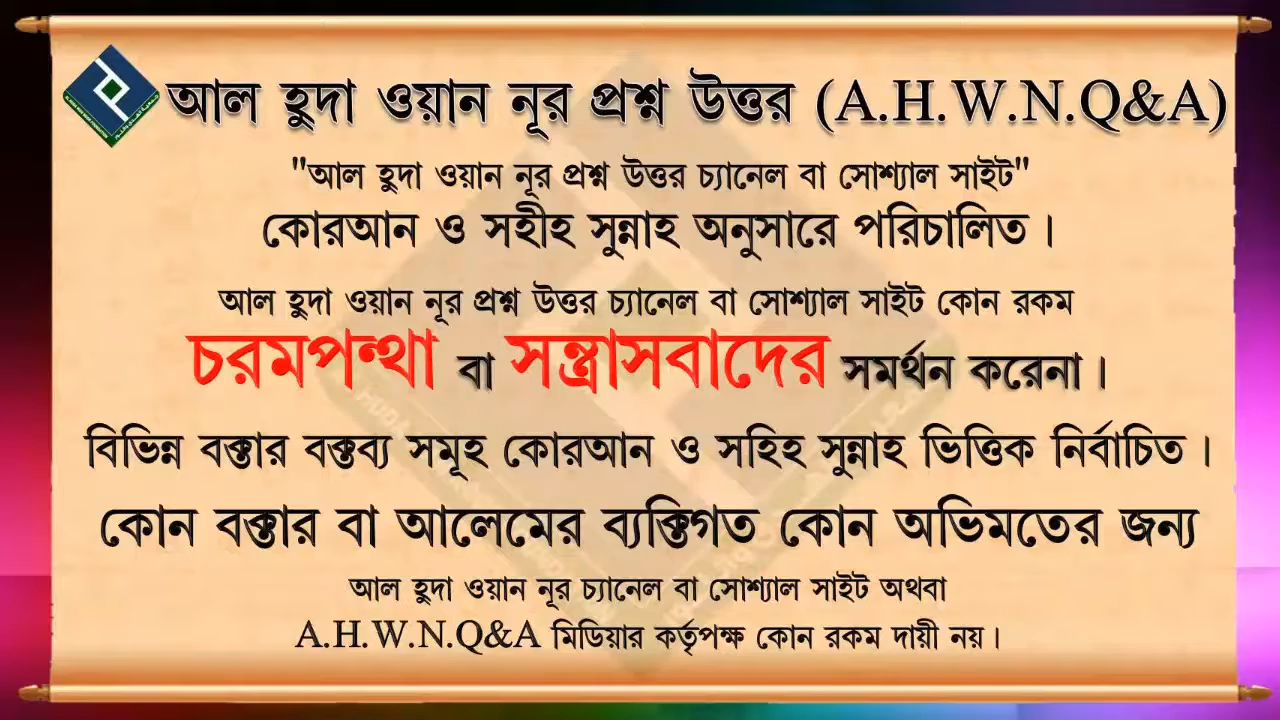 আল হুদা ওয়ান নূর প্রশ্ন উত্তর (A.H.W.N.Q&A)
"আল হুদা ওয়ান নূর প্রশ্ন উত্তর চ্যানেল বা সোশ্যাল সাইট"
কোরআন ও সহীহ সুন্নাহ অনুসারে পরিচালিত।
আল হুদা ওয়ান নূর প্রশ্ন উত্তর চ্যানেল বা সোশ্যাল সাইট কোন রকম
চরমপন্থা বা সন্ত্রাসবাদের সমর্থন করেনা।
বিভিন্ন বক্তার বক্তব্য সমূহ কোরআন ও সহিহ সুন্নাহ ভিত্তিক নির্বাচিত।
কোন বক্তার বা আলেমের ব্যক্তিগত কোন অভিমতের জন্য
আল হুদা ওয়ান নূর চ্যানেল বা সোশ্যাল সাইট অথবা
A.H.W.N.Q&A মিডিয়ার কর্তৃপক্ষ কোন রকম দায়ী নয়।